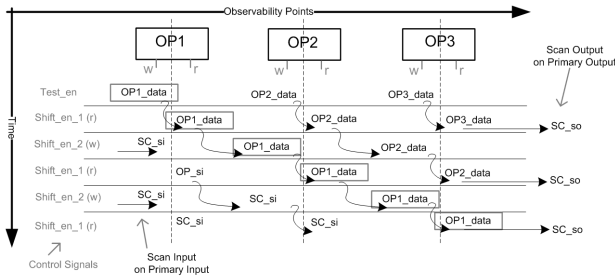 Observability Points
OP1 OP2 OP3
w r w r w r
Scan Output
on Primary Output
Time
Test_en OP1_data OP2_data OP3_data
Shift_en_1 (r) OP1_data OP2_data OP3_data SC_so
Shift_en_2 (w) SC_si OP1_data OP2_data
Shift_en_1 (r) OP_si OP1_data OP2_data SC_so
Shift_en_2 (w) SC_si SC_si OP1_data
Shift_en_1 (r) SC_si SC_si OP1_data SC_so
Control Signals
Scan Input
on Primary Input